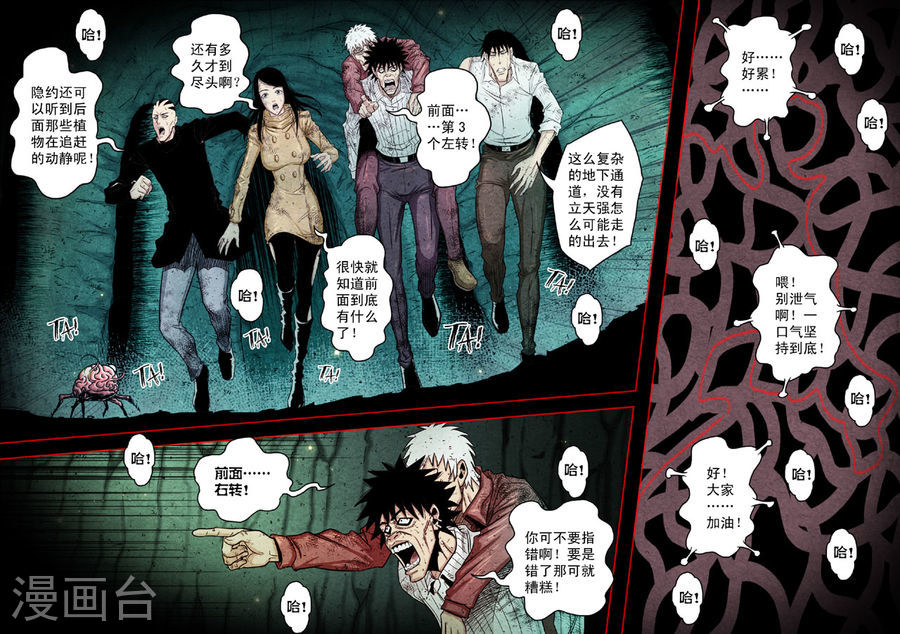 哈！
还有多
久才到
尽头啊？
隐约还可
以听到后
面那些植
物在追赶
的动静呢！
哈！
前面
……第3
个左转！
这么复杂
的地下通
道，没有
立天强怎
么可能走
的出去！
很快就
知道前
面到底
有什么
了！
哈！
哈！
TA!
TA!
TA!
TA!
TA!
TA!
哈！
前面……
右转！
哈！
你可不要指
错啊！要是
错了那可就
糟糕！
哈！
好……
好累！
……
哈！
哈！
哈！
喂！
别泄气
啊！一
口气坚
持到底！
哈！
好！
大家
……
加油！
哈！
哈！
哈！
漫画台